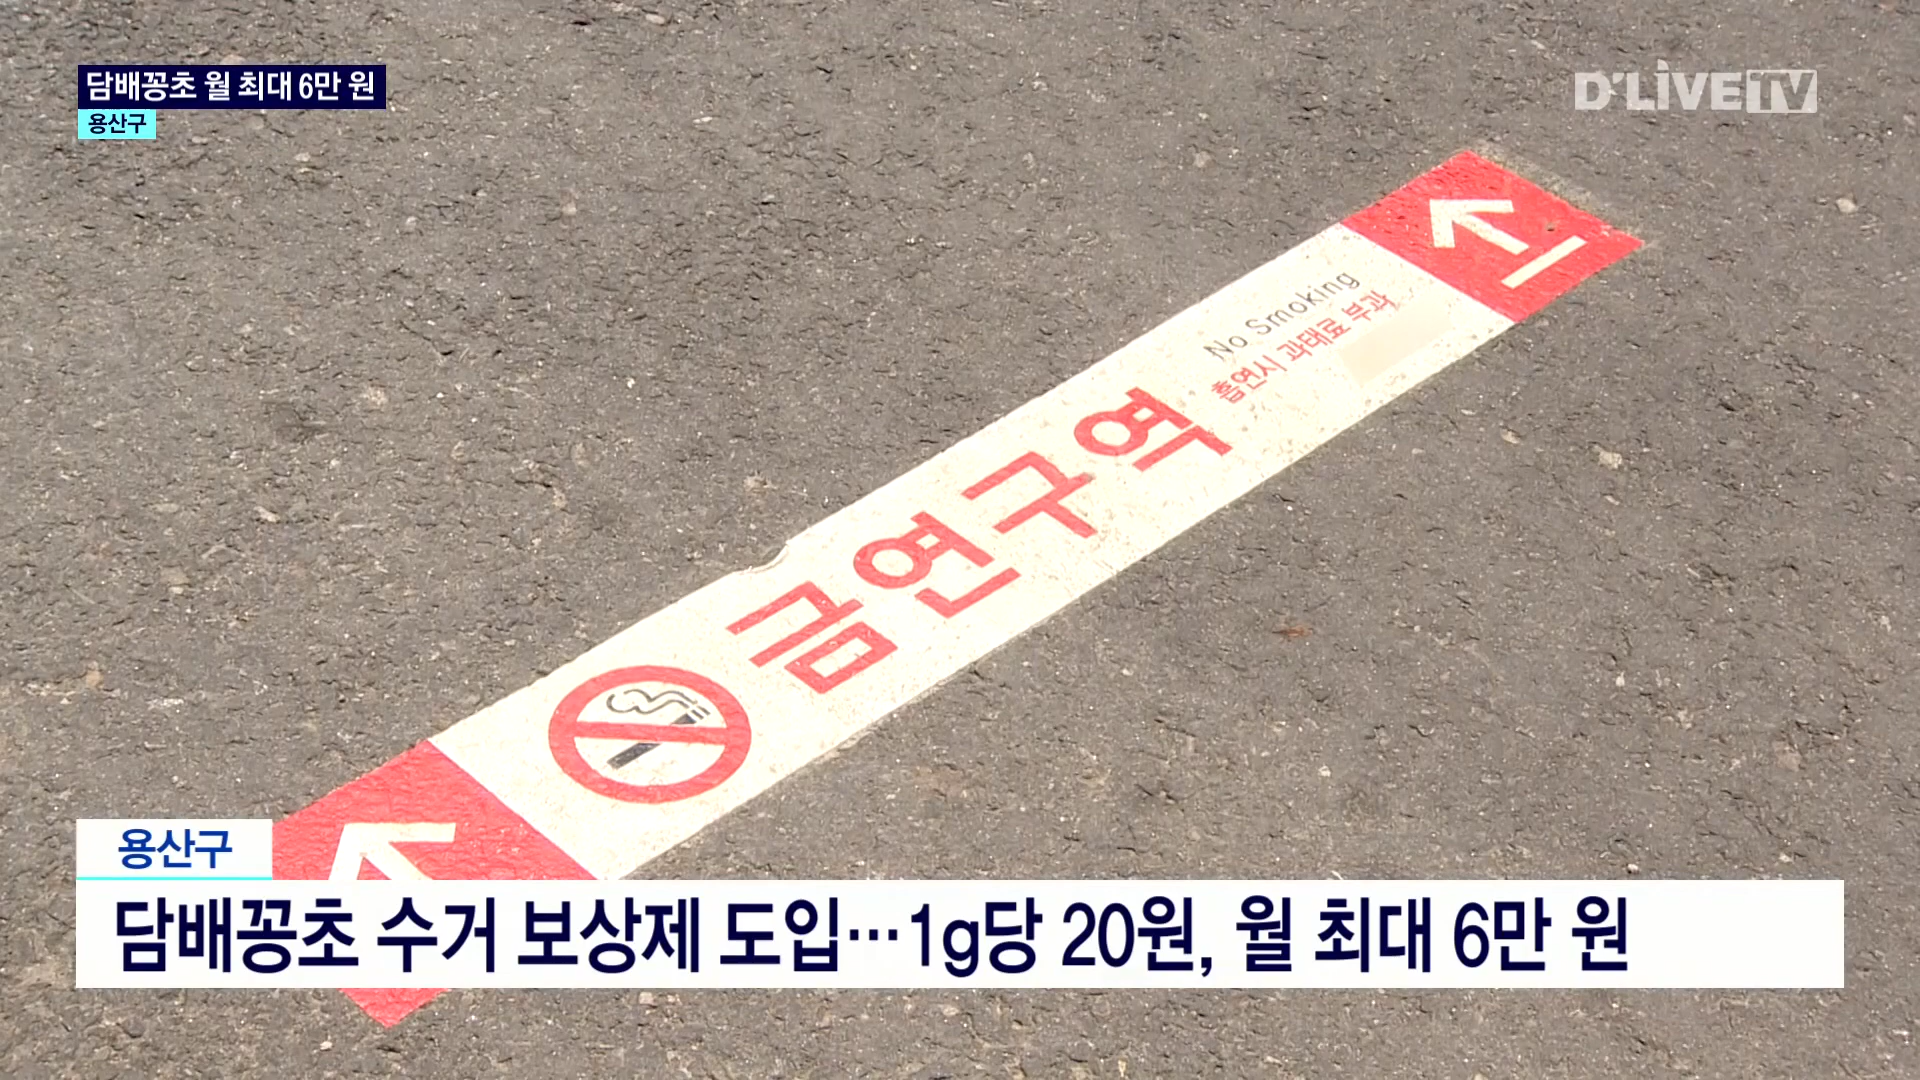 담배꽁초 월 최대 6만 원
용산구
D'LIVE TV
No Smoking
흡연시 과태료 부과
금연구역
용산구
담배꽁초 수거 보상제 도입…1g당 20원, 월 최대 6만 원